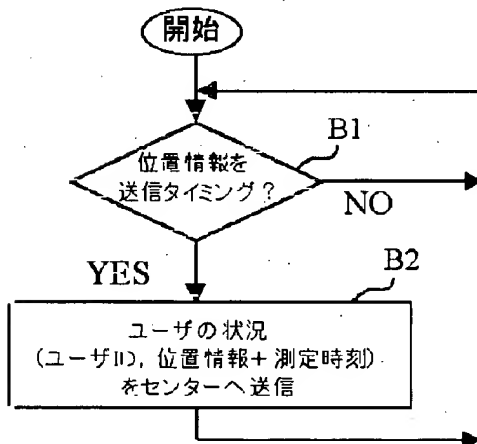 開始
B1
位置情報を
送信タイミング?
NO
YES
B2
ユーザの状況
(ユーザID, 位置情報+測定時刻)
をセンターへ送信